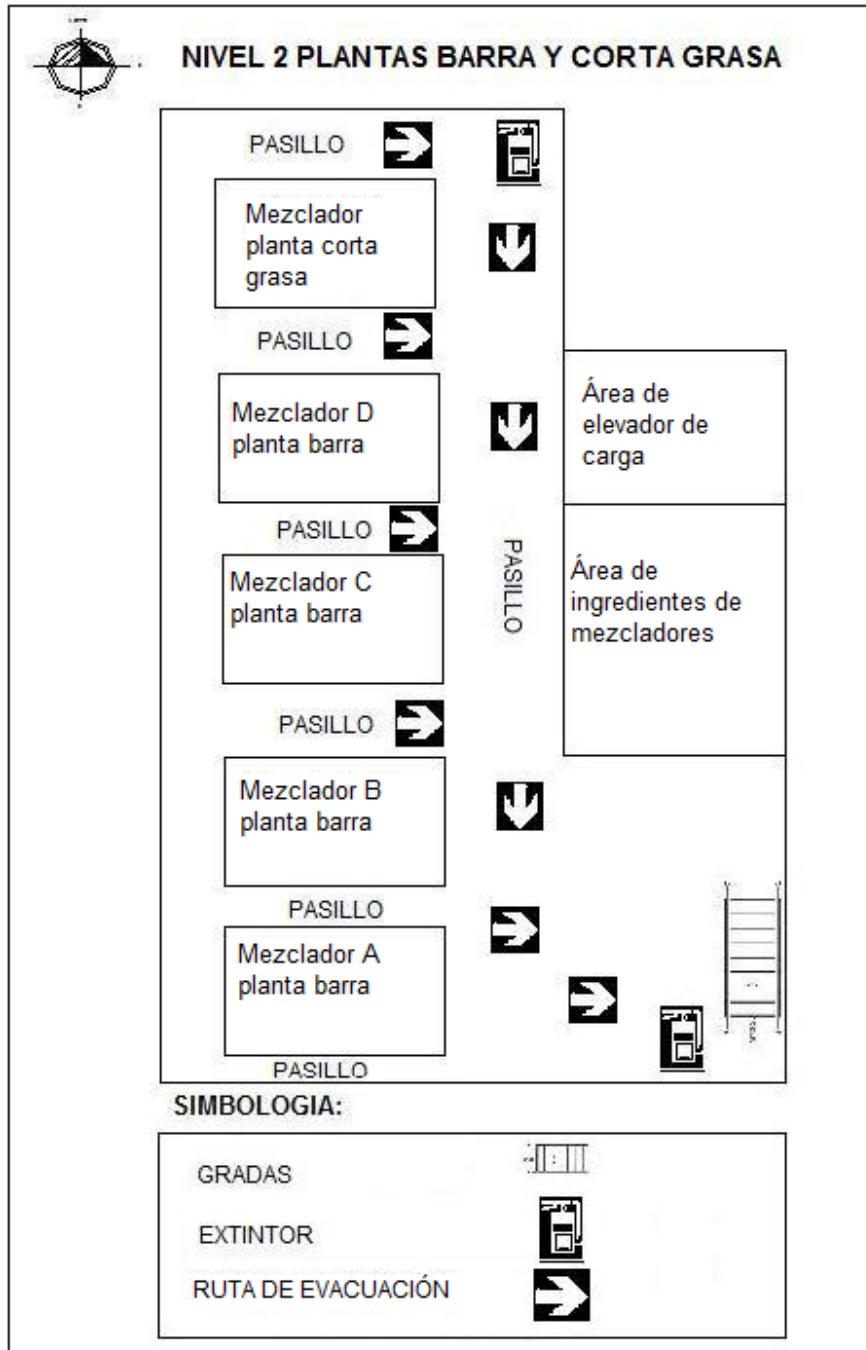 NIVEL 2 PLANTAS BARRA Y CORTA GRASA
PASILLO
Mezclador
planta corta
grasa
PASILLO
Mezclador D
planta barra
Área de
elevador de
carga
PASILLO
PASILLO
Mezclador C
planta barra
Área de
ingredientes de
mezcladores
PASILLO
Mezclador B
planta barra
PASILLO
Mezclador A
planta barra
PASILLO
SIMBOLOGIA:
GRADAS
EXTINTOR
RUTA DE EVACUACIÓN